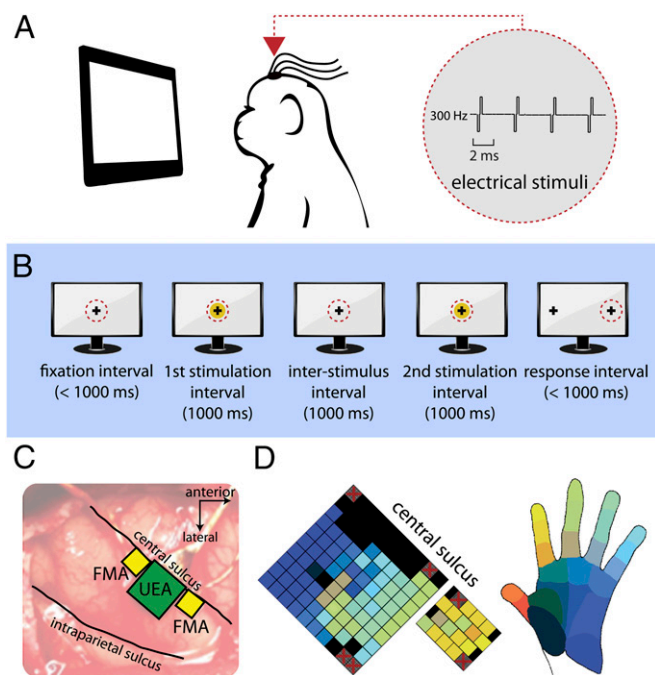 A
300 Hz
2 ms
electrical stimuli
B
fixation interval
(< 1000 ms)
1st stimulation
interval
(1000 ms)
inter-stimulus
interval
(1000 ms)
2nd stimulation
interval
(1000 ms)
response interval
(< 1000 ms)
C
anterior
lateral
central sulcus
FMA
UEA
FMA
intraparietal sulcus
D
central sulcus